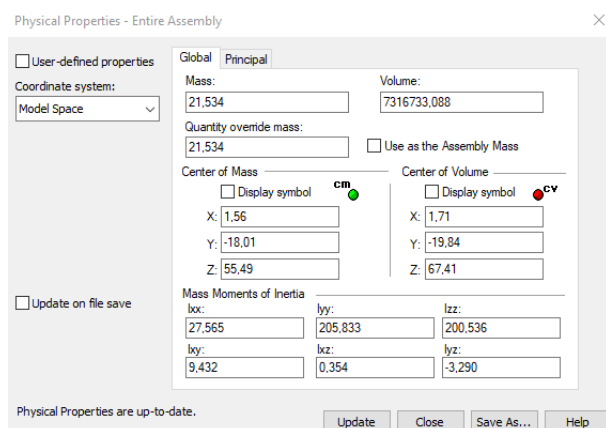 Physical Properties - Entire Assembly
User-defined properties
Coordinate system:
Model Space
Update on file save
Global Principal
Mass: Volume:
21,534 7316733,088
Quantity override mass:
21,534 Use as the Assembly Mass
Center of Mass Center of Volume
Display symbol cm Display symbol cv
X: 1,56 X: 1,71
Y: -18,01 Y: -19,84
Z: 55,49 Z: 67,41
Mass Moments of Inertia
Ixx: Iyy: Izz:
27,565 205,833 200,536
Ixy: Ixz: Iyz:
9,432 0,354 -3,290
Physical Properties are up-to-date.
Update Close Save As... Help